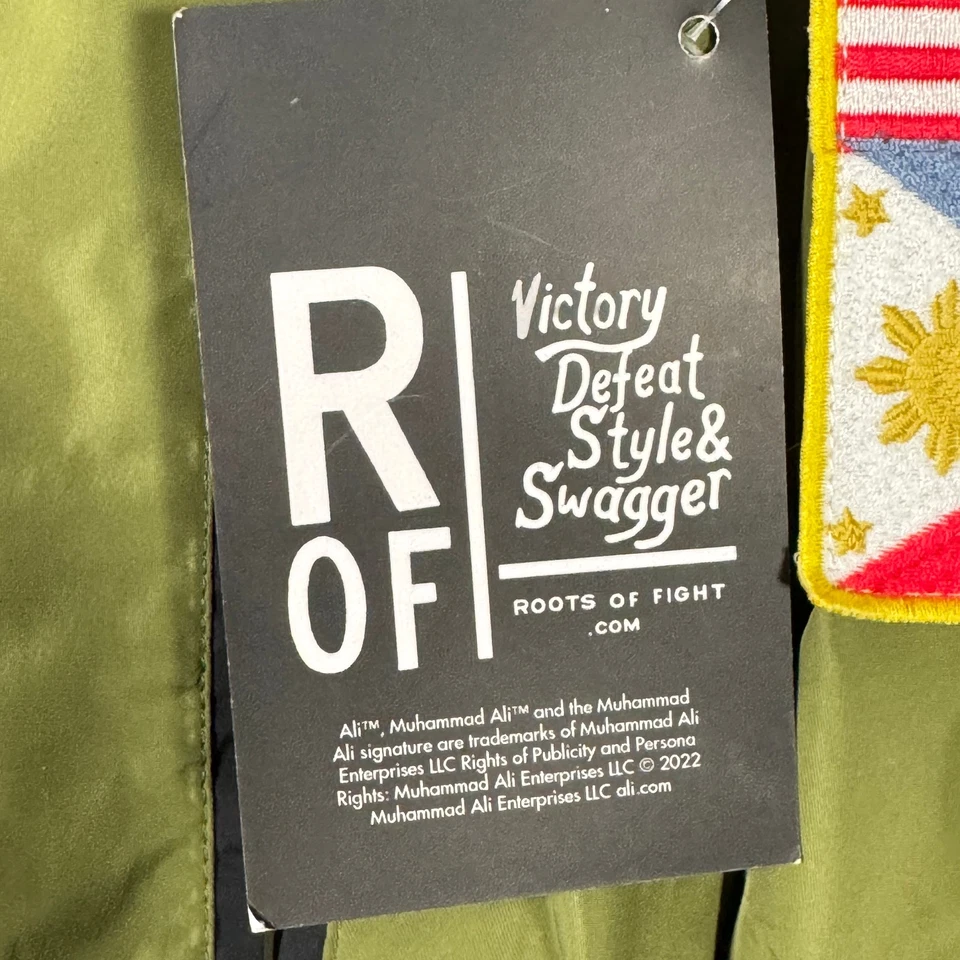 R
OF
Victory
Defeat
Style&
Swagger
ROOTS OF FIGHT
.COM
Ali™, Muhammad Ali™ and the Muhammad
Ali signature are trademarks of Muhammad Ali
Enterprises LLC Rights of Publicity and Persona
Rights: Muhammad Ali Enterprises LLC © 2022
Muhammad Ali Enterprises LLC ali.com